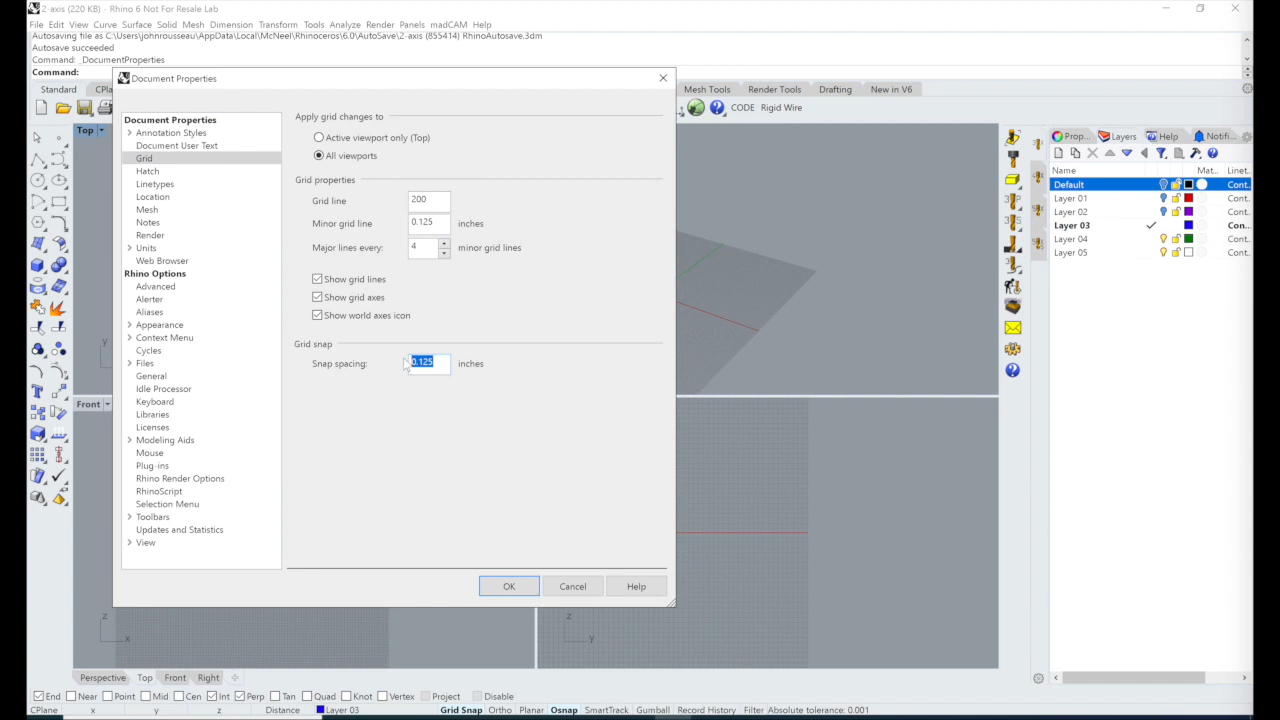 2-axis (220 KB) - Rhino 6 Not For Resale Lab
File Edit View Curve Surface Solid Mesh Dimension Transform Tools Analyze Render Panels madCAM Help
Autosaving file as C:\Users\johnrousseau\AppData\Local\McNeel\Rhinoceros\6.0\AutoSave\2-axis (855414) RhinoAutosave.3dm
Autosave succeeded
Command: _DocumentProperties
Command:
Document Properties
Standard CPla Mesh Tools Render Tools Drafting New in V6
CODE Rigid Wire
Document Properties
Annotation Styles
Document User Text
Grid
Hatch
Linetypes
Location
Mesh
Notes
Render
Units
Web Browser
Rhino Options
Advanced
Alerter
Aliases
Appearance
Context Menu
Cycles
Files
General
Idle Processor
Keyboard
Libraries
Licenses
Modeling Aids
Mouse
Plug-ins
Rhino Render Options
RhinoScript
Selection Menu
Toolbars
Updates and Statistics
View
Apply grid changes to
Active viewport only (Top)
All viewports
Grid properties
Grid line 200
Minor grid line 0.125 inches
Major lines every: 4 minor grid lines
Show grid lines
Show grid axes
Show world axes icon
Grid snap
Snap spacing: 0.125 inches
OK Cancel Help
Top
y
Front
z
x
z
y
Prop... Layers Help Notifi...
Name Mat... Linet...
Default Cont...
Layer 01 Cont...
Layer 02 Cont...
Layer 03 Con...
Layer 04 Cont...
Layer 05 Cont...
Perspective Top Front Right
End Near Point Mid Cen Int Perp Tan Quad Knot Vertex Project Disable
CPlane x y z Distance Layer 03 Grid Snap Ortho Planar Osnap SmartTrack Gumball Record History Filter Absolute tolerance: 0.001